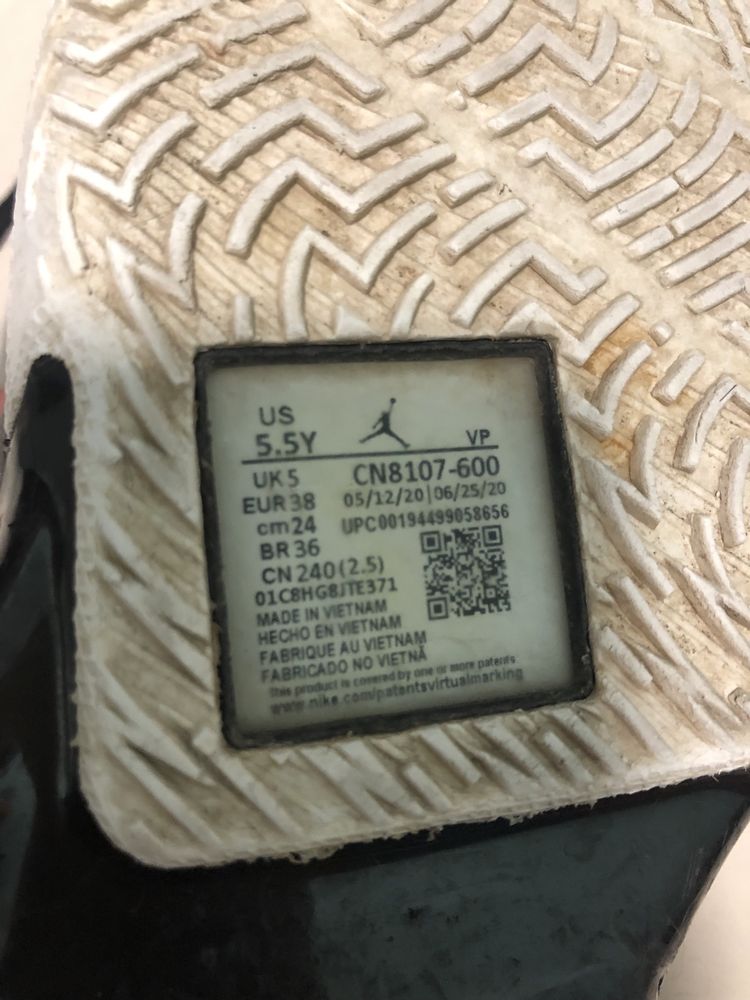 US
5.5Y
VP
UK 5 CN8107-600
EUR 38 05/12/20|06/25/20
cm 24 UPC00194499058656
BR 36
CN 240 (2.5)
01C8HG8JTE371
MADE IN VIETNAM
HECHO EN VIETNAM
FABRIQUE AU VIETNAM
FABRICADO NO VIETNÃ
this product is covered by one or more patents
www.nike.com/patentsvirtualmarking